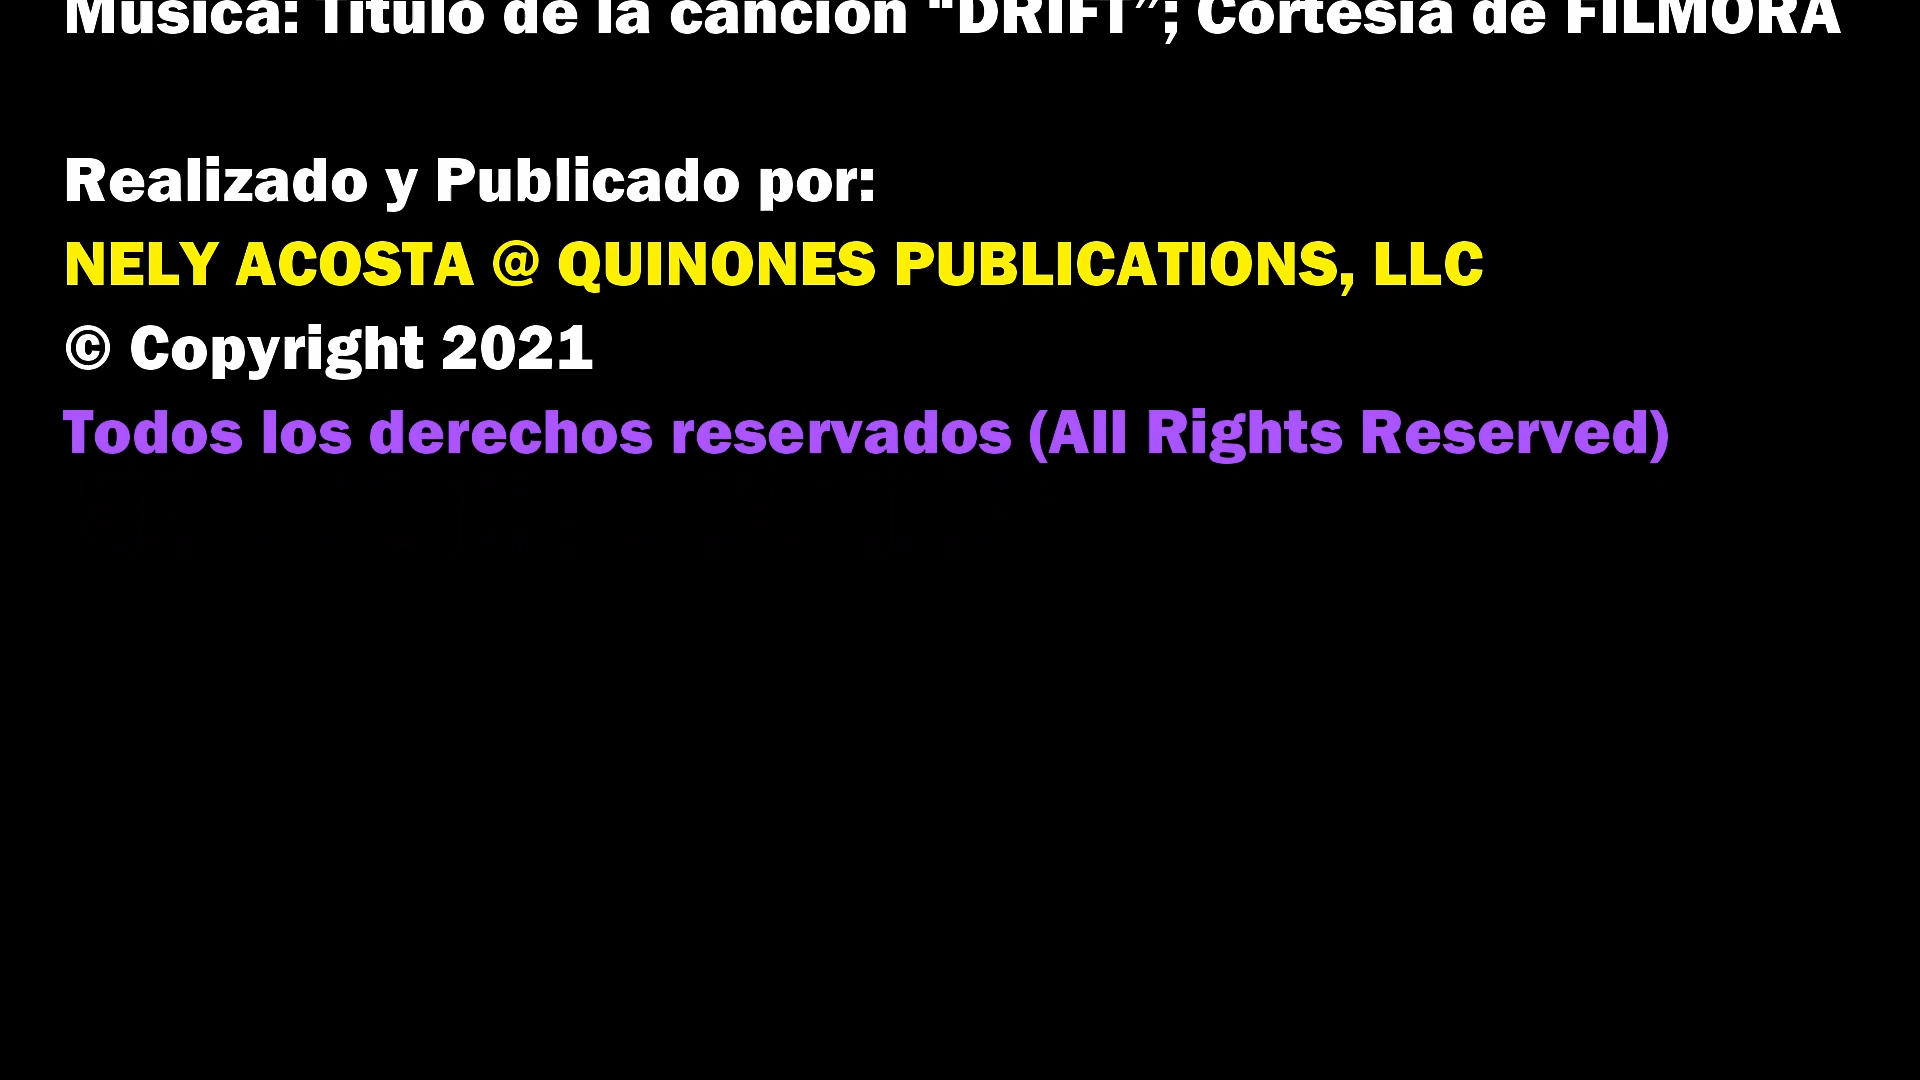 Música: Título de la canción "DRIFT”; Cortesía de FILMORA
Realizado y Publicado por:
NELY ACOSTA @ QUINONES PUBLICATIONS, LLC
© Copyright 2021
Todos los derechos reservados (All Rights Reserved)